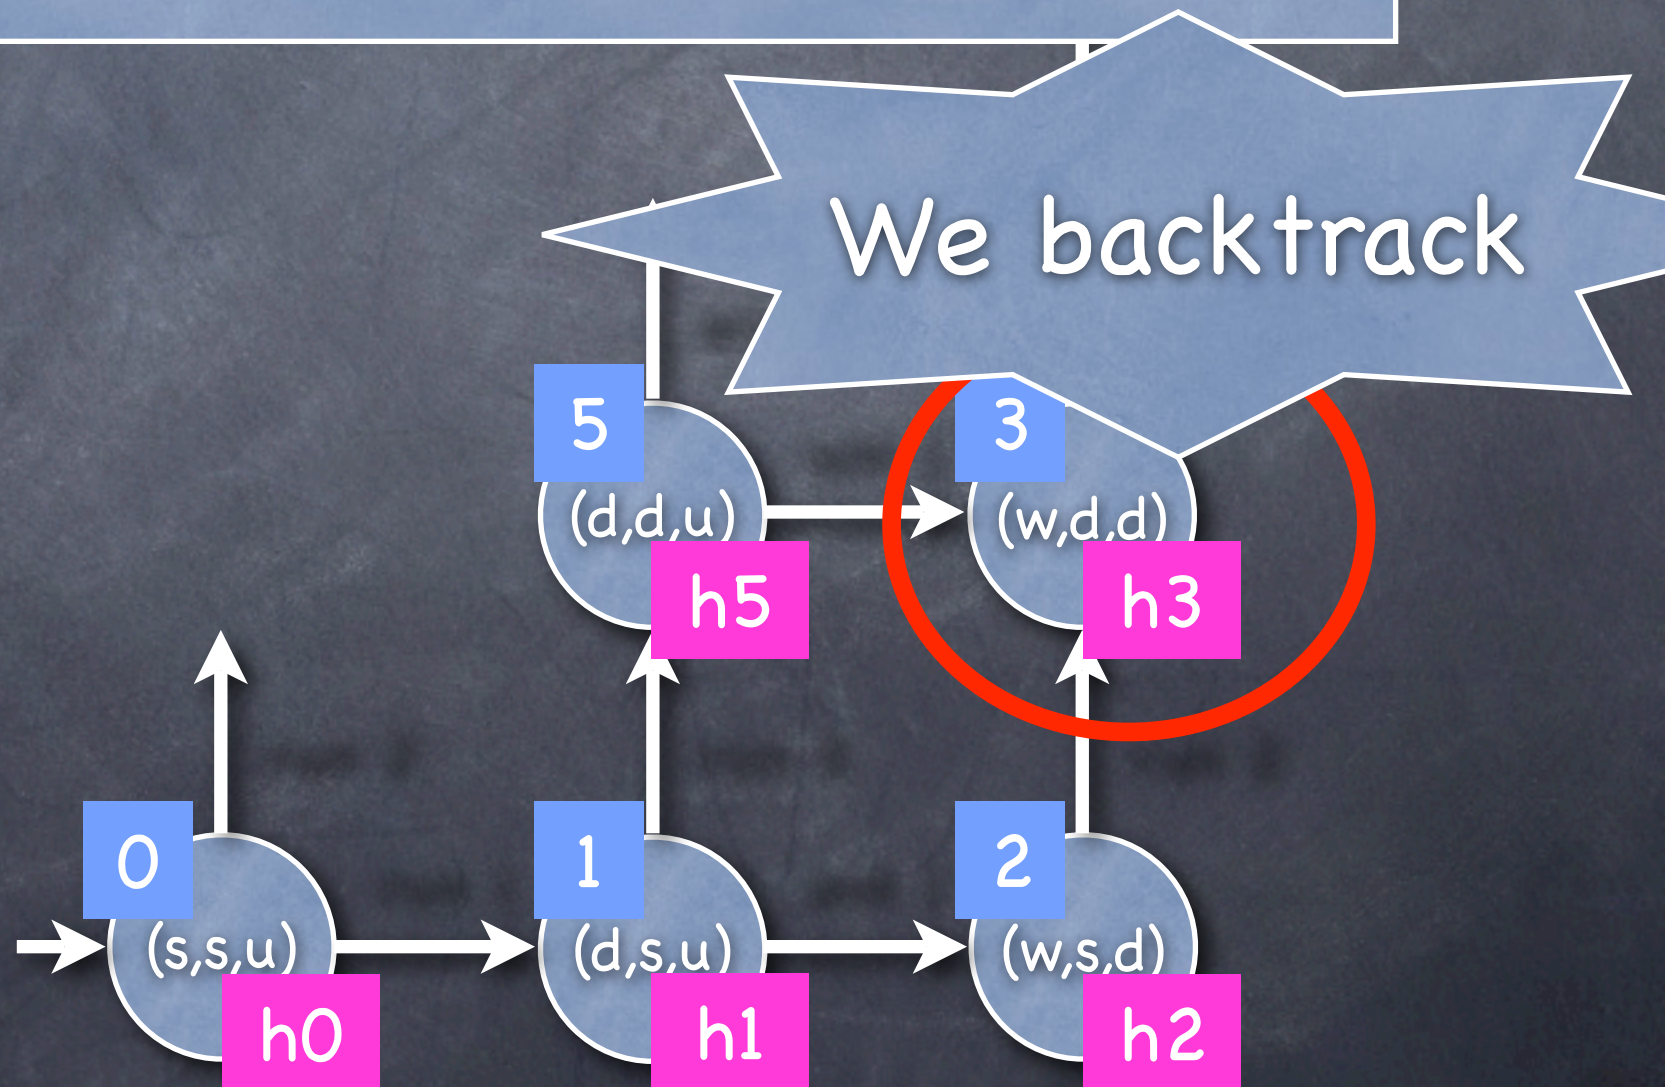 We backtrack
5
(d,d,u)
h5
3
(w,d,d)
h3
0
(s,s,u)
h0
1
(d,s,u)
h1
2
(w,s,d)
h2